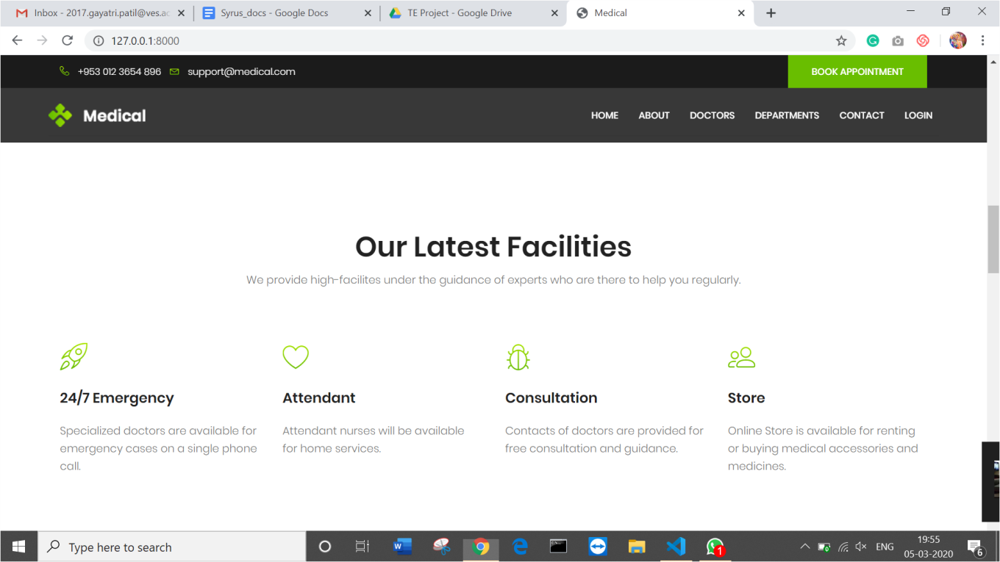 Inbox - 2017.gayatri.patil@ves.ac
Syrus_docs - Google Docs
TE Project - Google Drive
Medical
127.0.0.1:8000
+953 012 3654 896
support@medical.com
BOOK APPOINTMENT
Medical
HOME
ABOUT
DOCTORS
DEPARTMENTS
CONTACT
LOGIN
Our Latest Facilities
We provide high-facilites under the guidance of experts who are there to help you regularly.
24/7 Emergency
Specialized doctors are available for
emergency cases on a single phone
call.
Attendant
Attendant nurses will be available
for home services.
Consultation
Contacts of doctors are provided for
free consultation and guidance.
Store
Online Store is available for renting
or buying medical accessories and
medicines.
Type here to search
1
ENG
19:55
05-03-2020
6